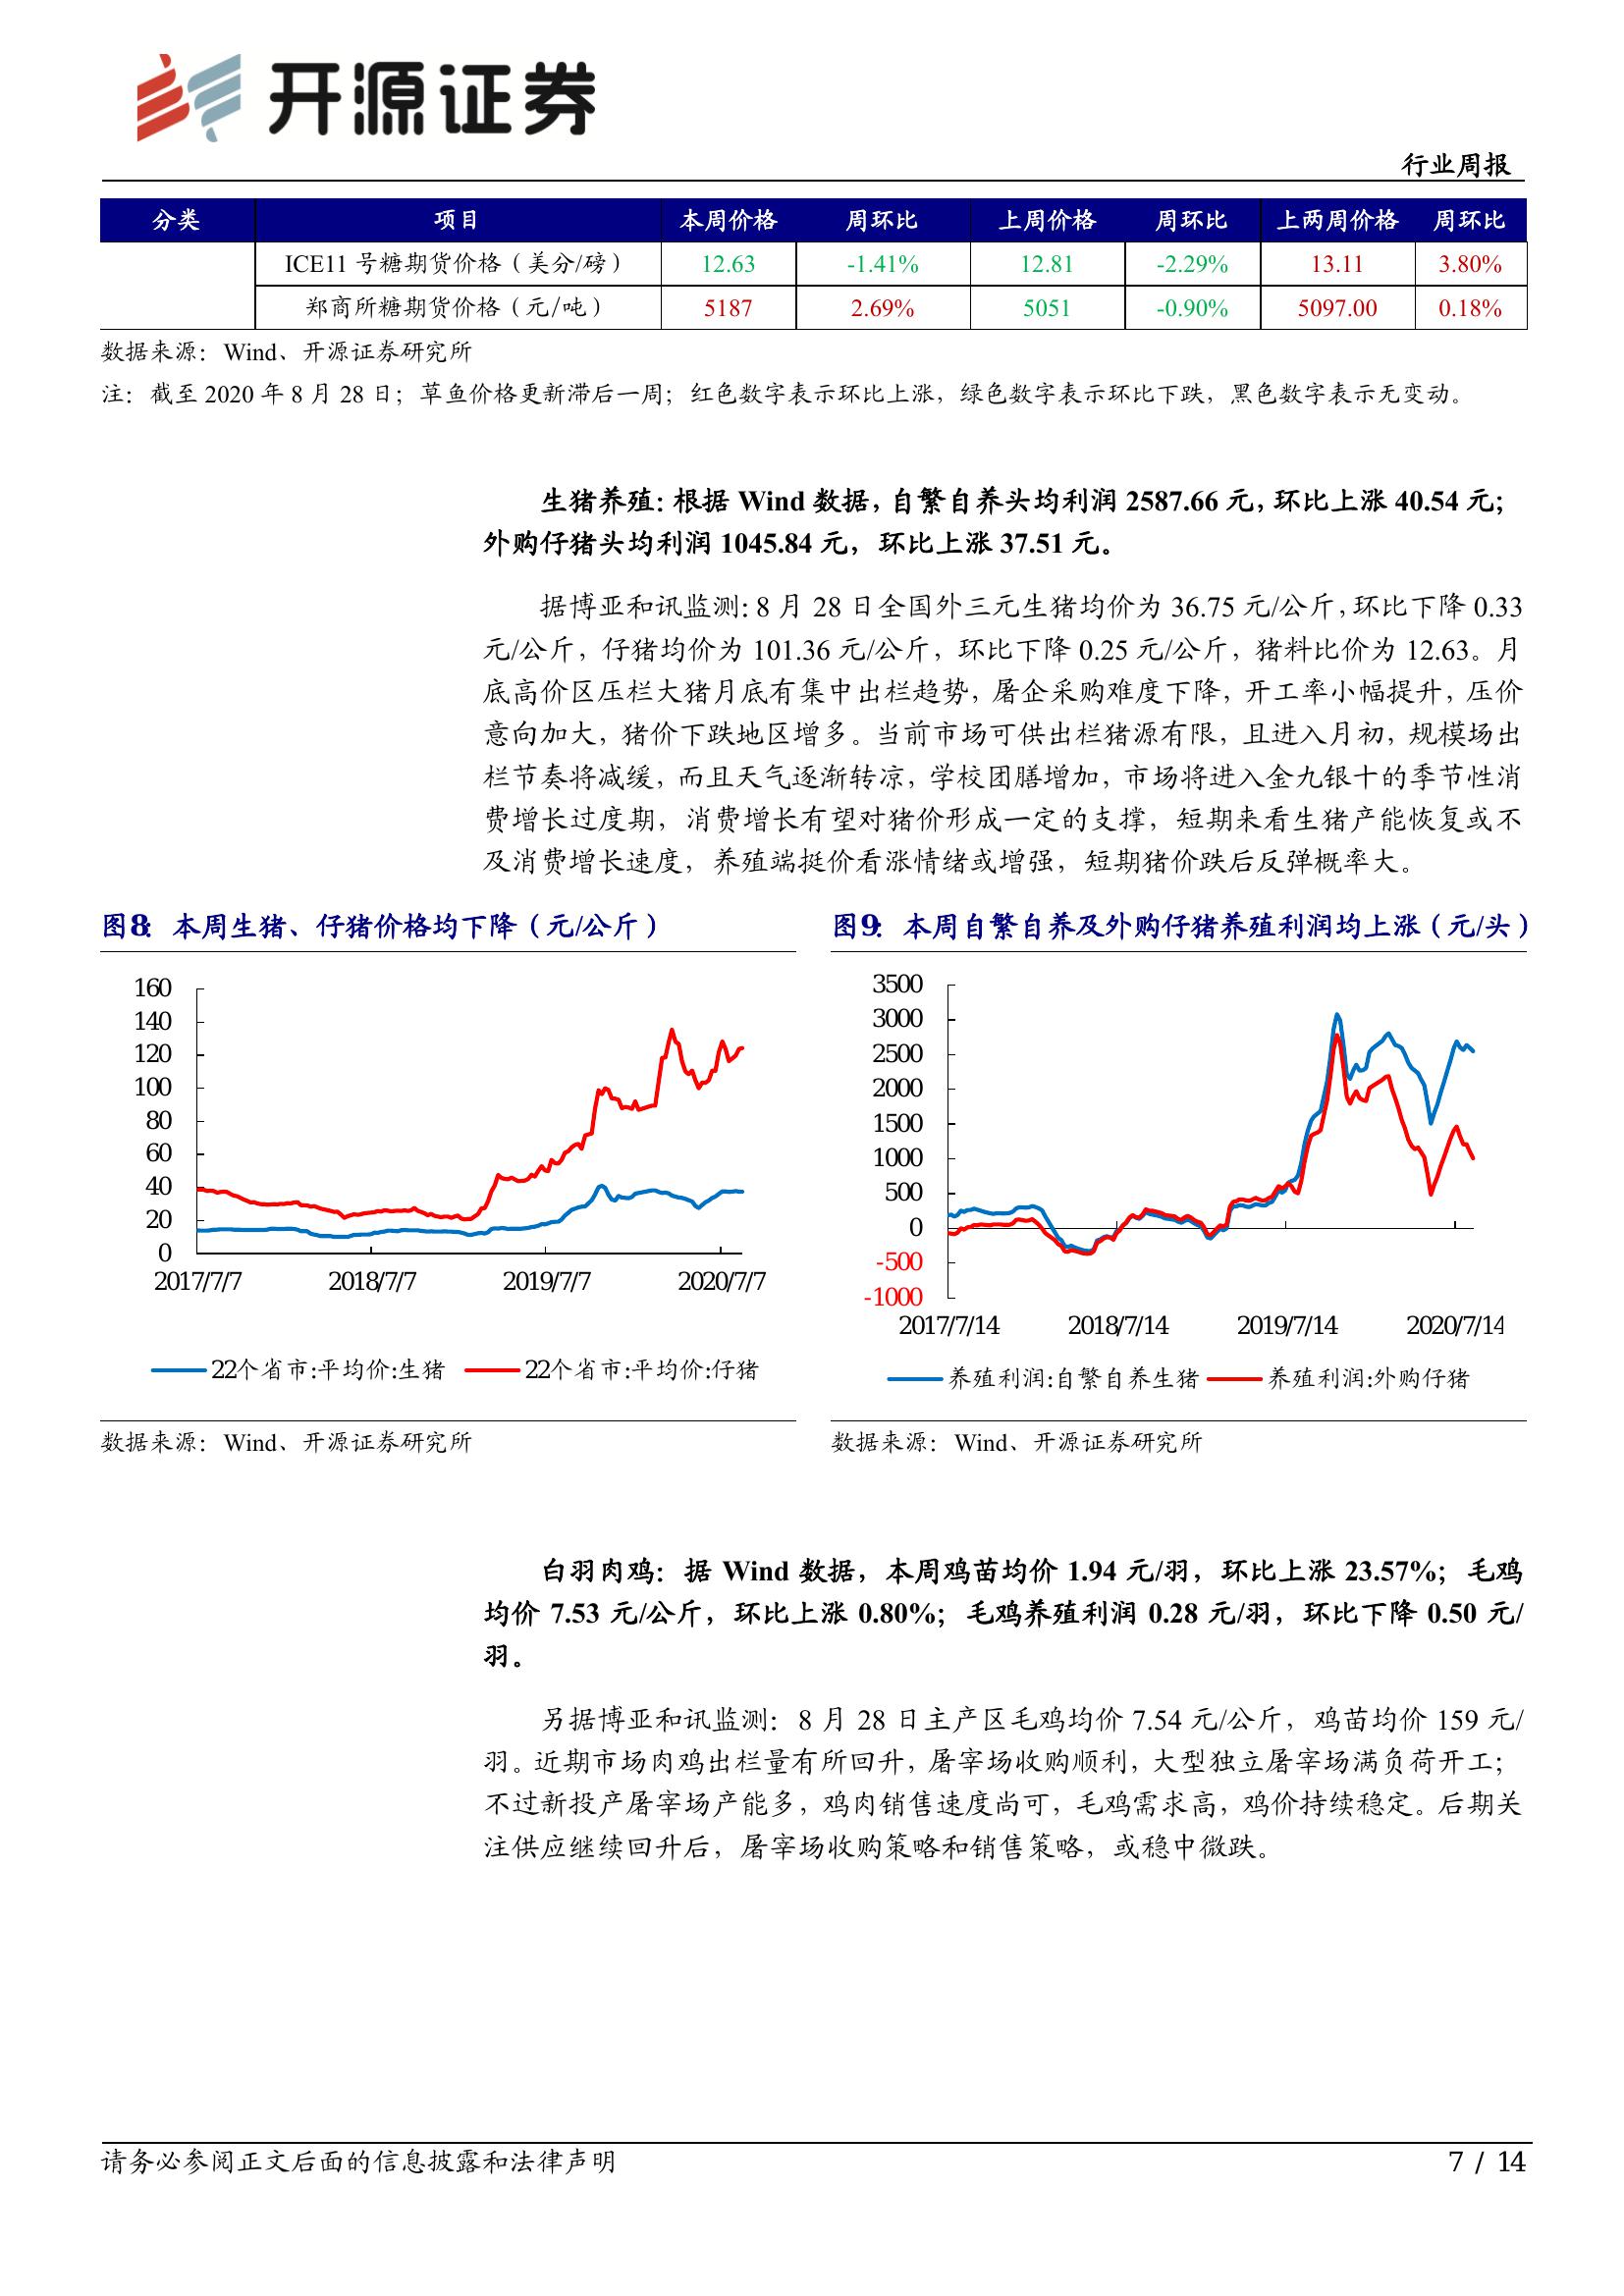 开源证券
行业周报
分类 项目 本周价格 周环比 上周价格 周环比 上两周价格 周环比
ICE11 号糖期货价格（美分/磅） 12.63 -1.41% 12.81 -2.29% 13.11 3.80%
郑商所糖期货价格（元/吨） 5187 2.69% 5051 -0.90% 5097.00 0.18%
数据来源：Wind、开源证券研究所
注：截至 2020 年 8 月 28 日；草鱼价格更新滞后一周；红色数字表示环比上涨，绿色数字表示环比下跌，黑色数字表示无变动。
生猪养殖：根据 Wind 数据，自繁自养头均利润 2587.66 元，环比上涨 40.54 元；
外购仔猪头均利润 1045.84 元，环比上涨 37.51 元。
据博亚和讯监测：8 月 28 日全国外三元生猪均价为 36.75 元/公斤，环比下降 0.33
元/公斤，仔猪均价为 101.36 元/公斤，环比下降 0.25 元/公斤，猪料比价为 12.63。月
底高价区压栏大猪月底有集中出栏趋势，屠企采购难度下降，开工率小幅提升，压价
意向加大，猪价下跌地区增多。当前市场可供出栏猪源有限，且进入月初，规模场出
栏节奏将减缓，而且天气逐渐转凉，学校团膳增加，市场将进入金九银十的季节性消
费增长过度期，消费增长有望对猪价形成一定的支撑，短期来看生猪产能恢复或不
及消费增长速度，养殖端挺价看涨情绪或增强，短期猪价跌后反弹概率大。
图8：本周生猪、仔猪价格均下降（元/公斤）
160
140
120
100
80
60
40
20
0
2017/7/7 2018/7/7 2019/7/7 2020/7/7
22个省市:平均价:生猪 22个省市:平均价:仔猪
数据来源：Wind、开源证券研究所
图9：本周自繁自养及外购仔猪养殖利润均上涨（元/头）
3500
3000
2500
2000
1500
1000
500
0
-500
-1000
2017/7/14 2018/7/14 2019/7/14 2020/7/14
养殖利润:自繁自养生猪 养殖利润:外购仔猪
数据来源：Wind、开源证券研究所
白羽肉鸡：据 Wind 数据，本周鸡苗均价 1.94 元/羽，环比上涨 23.57%；毛鸡
均价 7.53 元/公斤，环比上涨 0.80%；毛鸡养殖利润 0.28 元/羽，环比下降 0.50 元/
羽。
另据博亚和讯监测：8 月 28 日主产区毛鸡均价 7.54 元/公斤，鸡苗均价 159 元/
羽。近期市场肉鸡出栏量有所回升，屠宰场收购顺利，大型独立屠宰场满负荷开工；
不过新投产屠宰场产能多，鸡肉销售速度尚可，毛鸡需求高，鸡价持续稳定。后期关
注供应继续回升后，屠宰场收购策略和销售策略，或稳中微跌。
请务必参阅正文后面的信息披露和法律声明
7 / 14